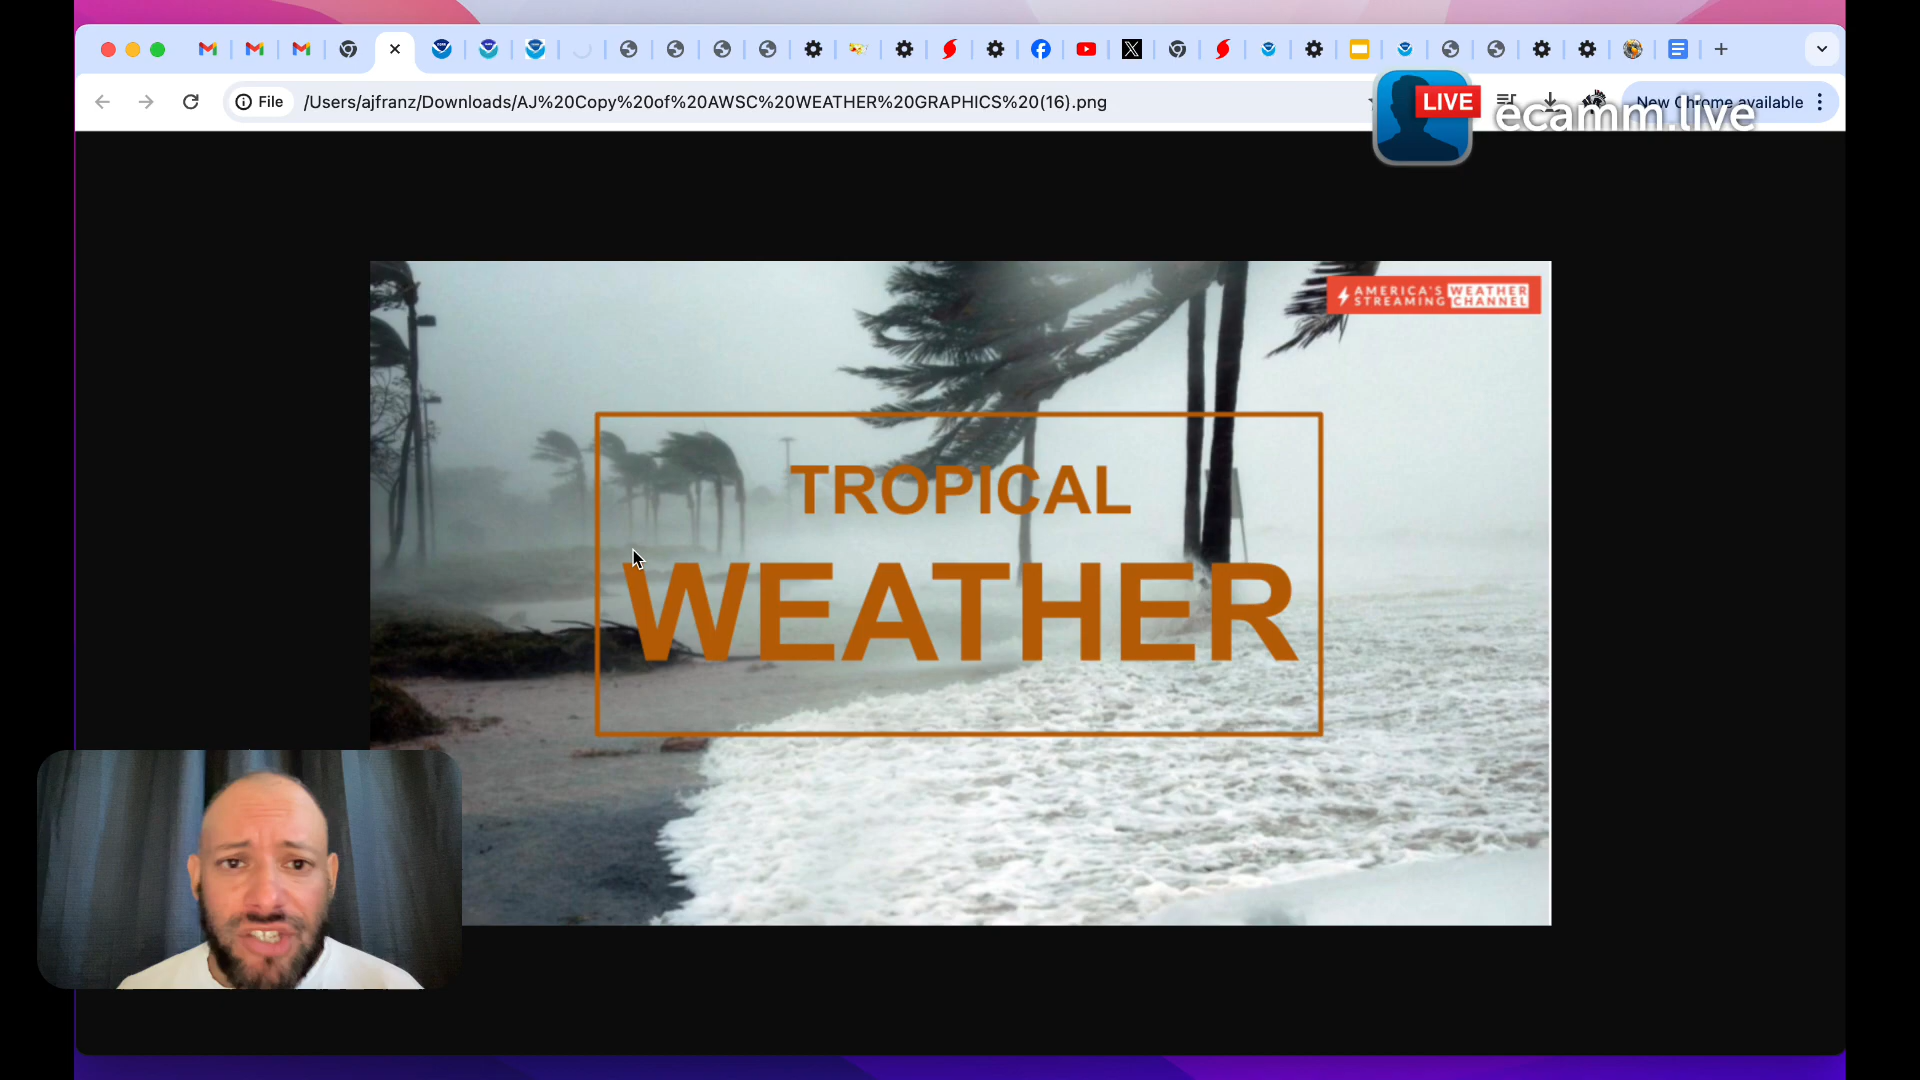 File
/Users/ajfranz/Downloads/AJ%20Copy%20of%20AWSC%20WEATHER%20GRAPHICS%20(16).png
New Chrome available
LIVE
ecamm.live
AMERICA'S WEATHER
STREAMING CHANNEL
TROPICAL
WEATHER